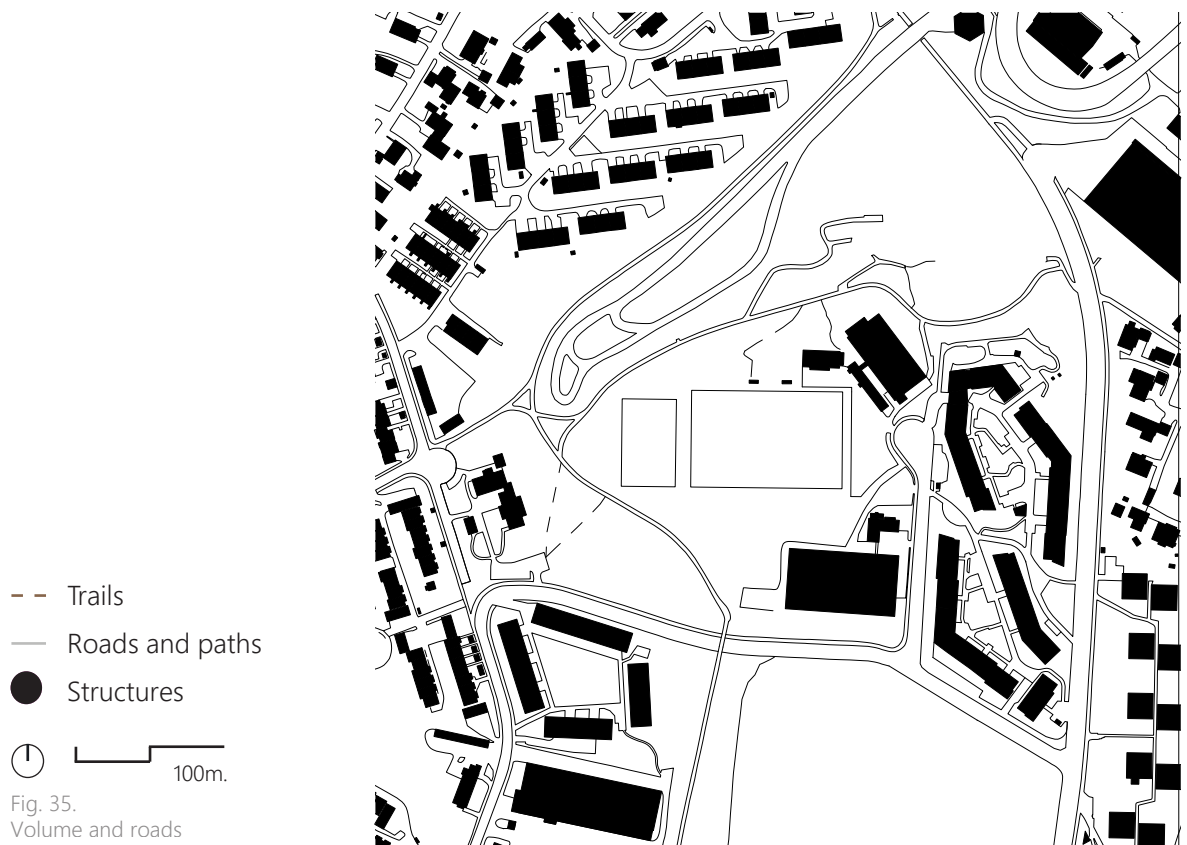 Trails
Roads and paths
Structures
100m.
Fig. 35.
Volume and roads